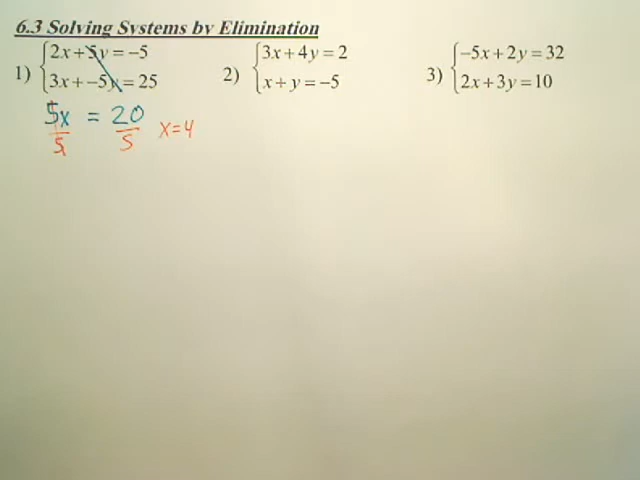 6.3 Solving Systems by Elimination
1) { 2x + 5y = -5
3x + -5y = 25
5x = 20
5 5 x=4
2) { 3x + 4y = 2
x + y = -5
3) { -5x + 2y = 32
2x + 3y = 10